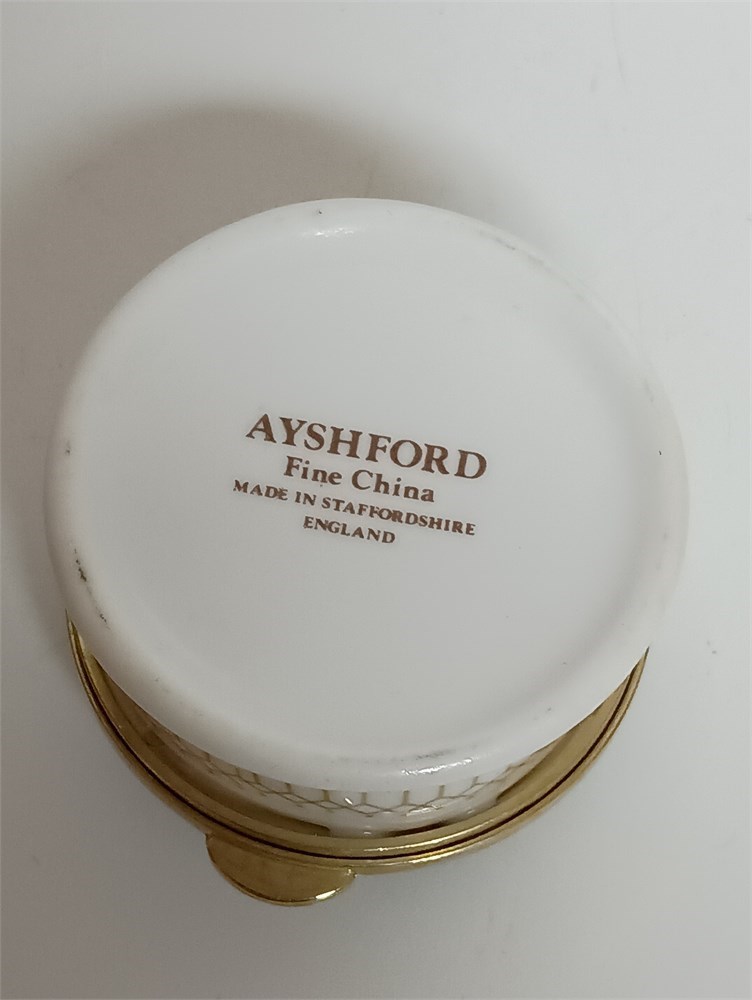 AYSHFORD
Fine China
MADE IN STAFFORDSHIRE
ENGLAND